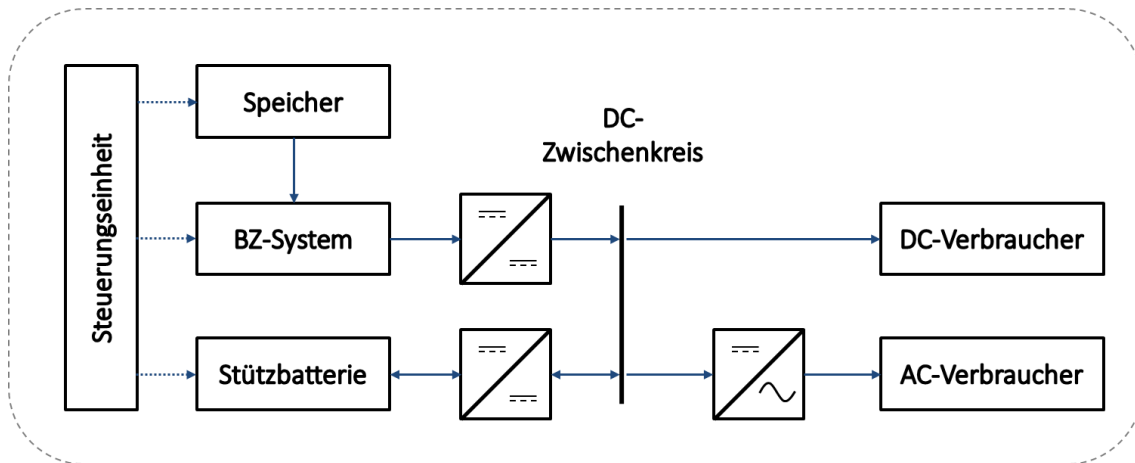 Steuerungseinheit
Speicher
DC-
Zwischenkreis
BZ-System
DC-Verbraucher
Stützbatterie
AC-Verbraucher